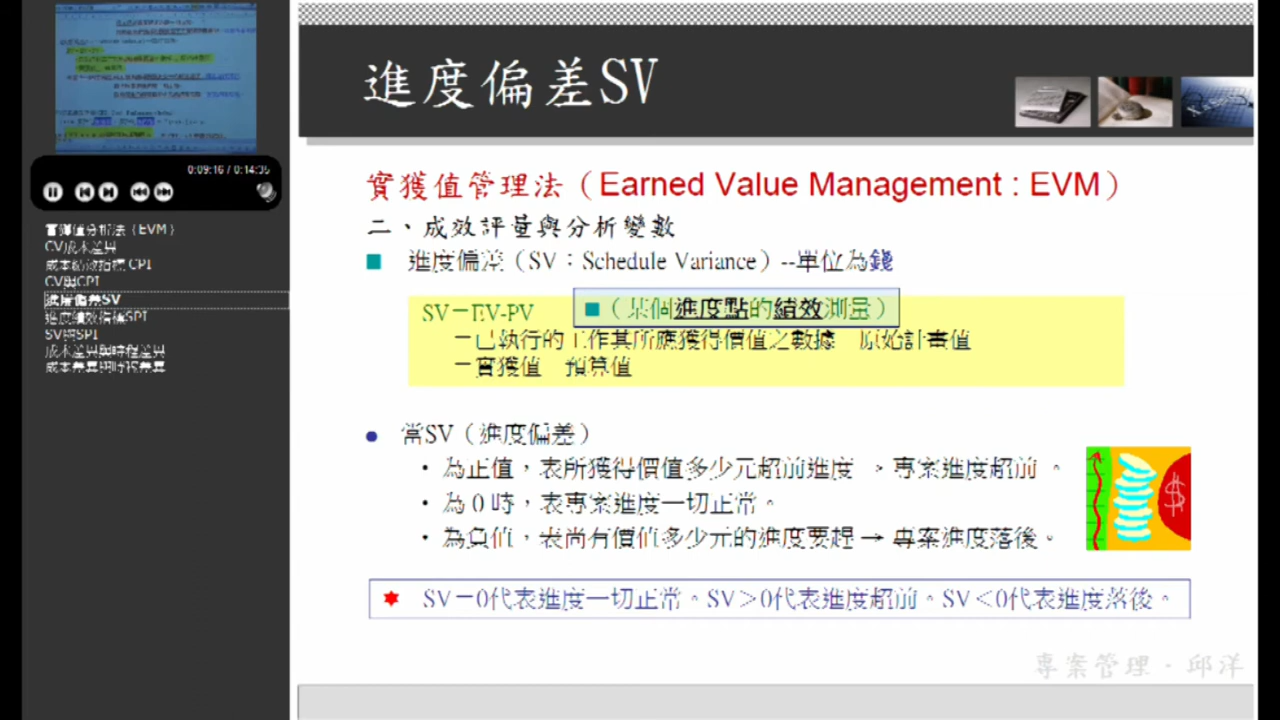 進度偏差SV
0:09:16 / 0:14:35
實獲值分析法（EVM）
CV成本差異
成本績效指標 CPI
CV與CPI
進度偏差SV
進度績效指標SPI
SV與SPI
成本差異與時程差異
成本差異與時程差異
實獲值管理法（Earned Value Management : EVM）
二、成效評量與分析變數
進度偏差（SV：Schedule Variance）--單位為錢
SV＝EV-PV
（某個進度點的績效測量）
＝已執行的工作其所應獲得價值之數據 原始計畫值
＝實獲值 預算值
當SV（進度偏差）
• 為正值，表所獲得價值多少元超前進度 → 專案進度超前 。
• 為０時，表專案進度一切正常。
• 為負值，表尚有價值多少元的進度要趕 → 專案進度落後。
SV＝0代表進度一切正常。SV＞0代表進度超前。SV＜0代表進度落後。
專案管理．邱洋